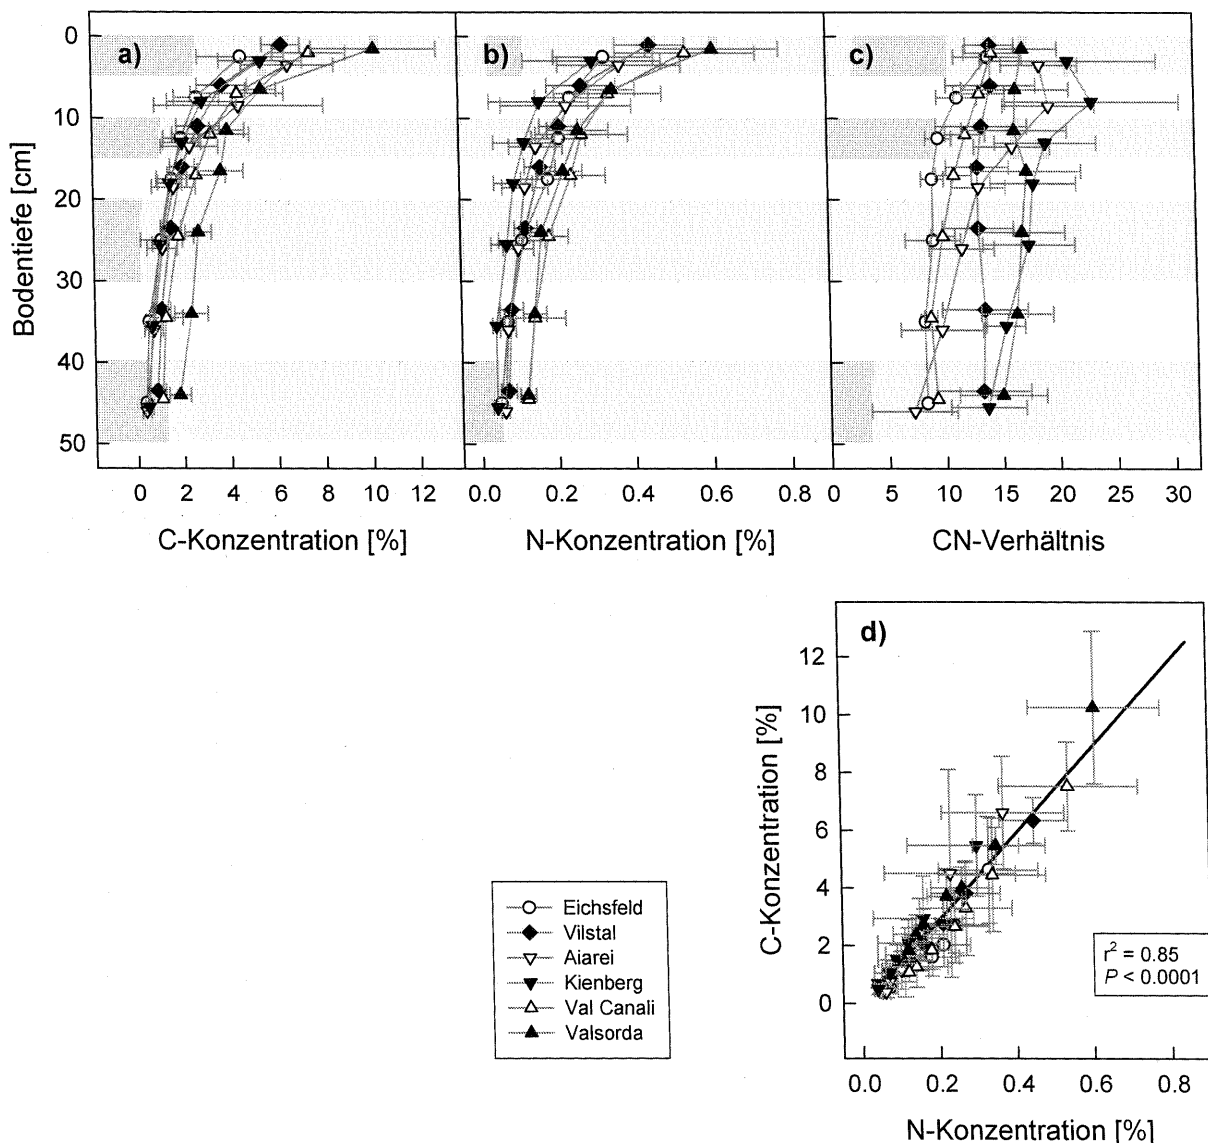 a)
b)
c)
0
10
20
30
40
50
Bodentiefe [cm]
0 2 4 6 8 10 12
0.0 0.2 0.4 0.6 0.8
0 5 10 15 20 25 30
C-Konzentration [%]
N-Konzentration [%]
CN-Verhältnis
d)
12
10
8
6
4
2
0
C-Konzentration [%]
r² = 0.85
P < 0.0001
0.0 0.2 0.4 0.6 0.8
N-Konzentration [%]
Eichsfeld
Vilstal
Aiarei
Kienberg
Val Canali
Valsorda